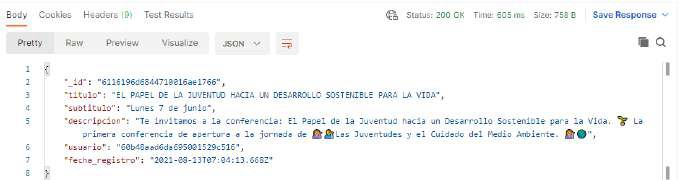 Body Cookies Headers (9) Test Results Status: 200 OK Time: 605 ms Size: 758 B Save Response
Pretty Raw Preview Visualize JSON
1 {
2 "_id": "6116196d6844710016ae1766",
3 "titulo": "EL PAPEL DE LA JUVENTUD HACIA UN DESARROLLO SOSTENIBLE PARA LA VIDA",
4 "subtitulo": "Lunes 7 de junio",
5 "descripcion": "Te invitamos a la conferencia: El Papel de la Juventud hacia un Desarrollo Sostenible para la Vida. 🌱 La
primera conferencia de apertura a la jornada de 🙋🙋‍♂️Las Juventudes y el Cuidado del Medio Ambiente. 🙋🌎",
6 "usuario": "60b48aad6da695001529c516",
7 "fecha_registro": "2021-08-13T07:04:13.668Z"
8 }